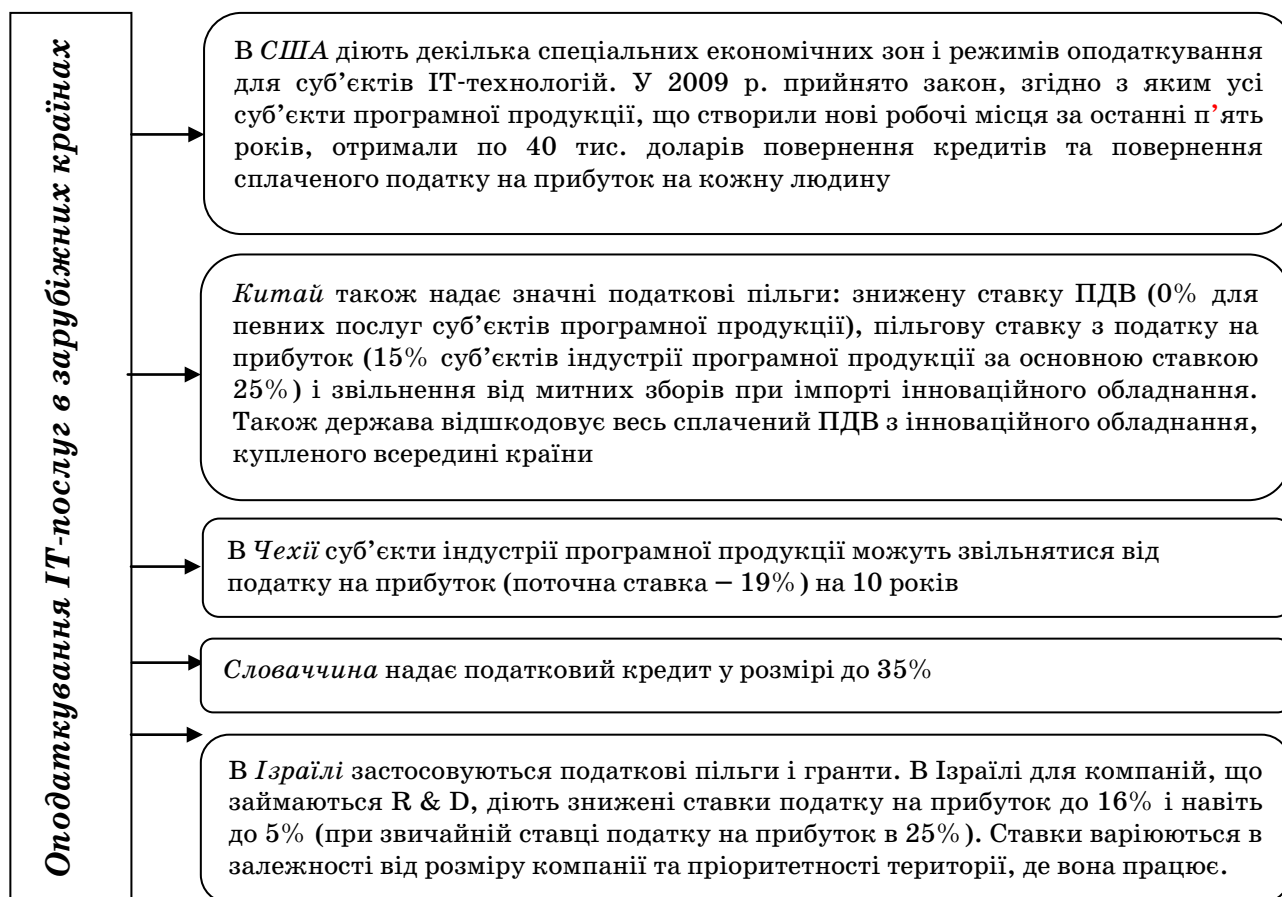 Оподаткування ІТ-послуг в зарубіжних країнах
В США діють декілька спеціальних економічних зон і режимів оподаткування
для суб’єктів ІТ-технологій. У 2009 р. прийнято закон, згідно з яким усі
суб’єкти програмної продукції, що створили нові робочі місця за останні п’ять
років, отримали по 40 тис. доларів повернення кредитів та повернення
сплаченого податку на прибуток на кожну людину
Китай також надає значні податкові пільги: знижену ставку ПДВ (0% для
певних послуг суб’єктів програмної продукції), пільгову ставку з податку на
прибуток (15% суб’єктів індустрії програмної продукції за основною ставкою
25%) і звільнення від митних зборів при імпорті інноваційного обладнання.
Також держава відшкодовує весь сплачений ПДВ з інноваційного обладнання,
купленого всередині країни
В Чехії суб’єкти індустрії програмної продукції можуть звільнятися від
податку на прибуток (поточна ставка – 19%) на 10 років
Словаччина надає податковий кредит у розмірі до 35%
В Ізраїлі застосовуються податкові пільги і гранти. В Ізраїлі для компаній, що
займаються R & D, діють знижені ставки податку на прибуток до 16% і навіть
до 5% (при звичайній ставці податку на прибуток в 25%). Ставки варіюються в
залежності від розміру компанії та пріоритетності території, де вона працює.